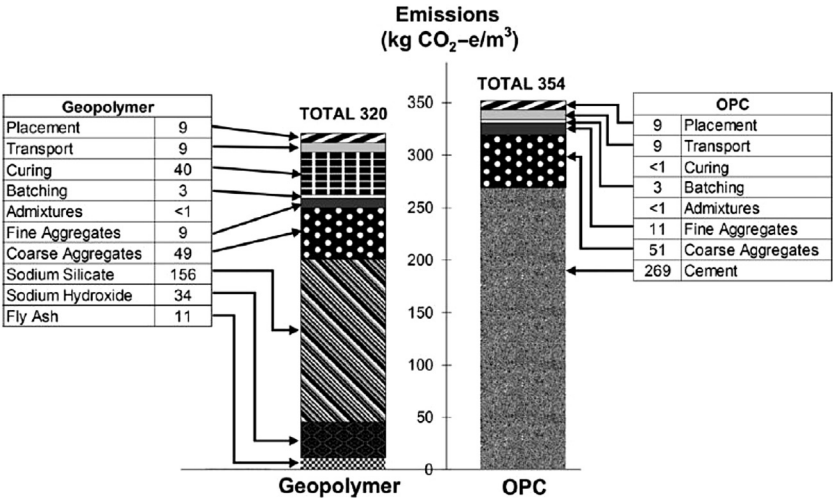 Emissions
(kg CO₂–e/m³)
Geopolymer
Placement 9
Transport 9
Curing 40
Batching 3
Admixtures <1
Fine Aggregates 9
Coarse Aggregates 49
Sodium Silicate 156
Sodium Hydroxide 34
Fly Ash 11
TOTAL 320
350
300
250
200
150
100
50
0
TOTAL 354
OPC
9 Placement
9 Transport
<1 Curing
3 Batching
<1 Admixtures
11 Fine Aggregates
51 Coarse Aggregates
269 Cement
Geopolymer
OPC